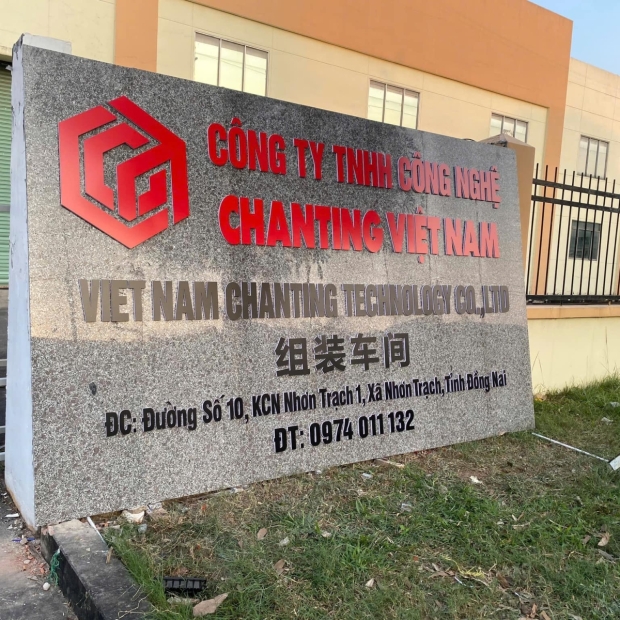 CÔNG TY TNHH CÔNG NGHỆ
CHANTING VIỆT NAM
VIET NAM CHANTING TECHNOLOGY CO.,LTD
组装车间
ĐC: Đường Số 10, KCN Nhơn Trạch 1, Xã Nhơn Trạch, Tỉnh Đồng Nai
ĐT: 0974 011 132